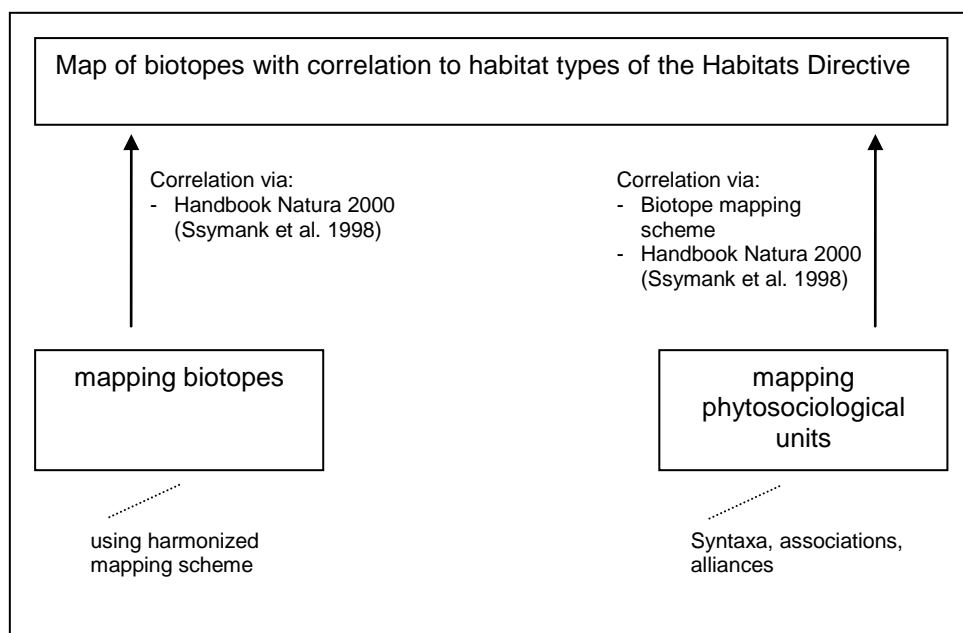 Map of biotopes with correlation to habitat types of the Habitats Directive
Correlation via:
- Handbook Natura 2000
(Ssymank et al. 1998)
Correlation via:
- Biotope mapping
scheme
- Handbook Natura 2000
(Ssymank et al. 1998)
mapping biotopes
mapping
phytosociological
units
using harmonized
mapping scheme
Syntaxa, associations,
alliances